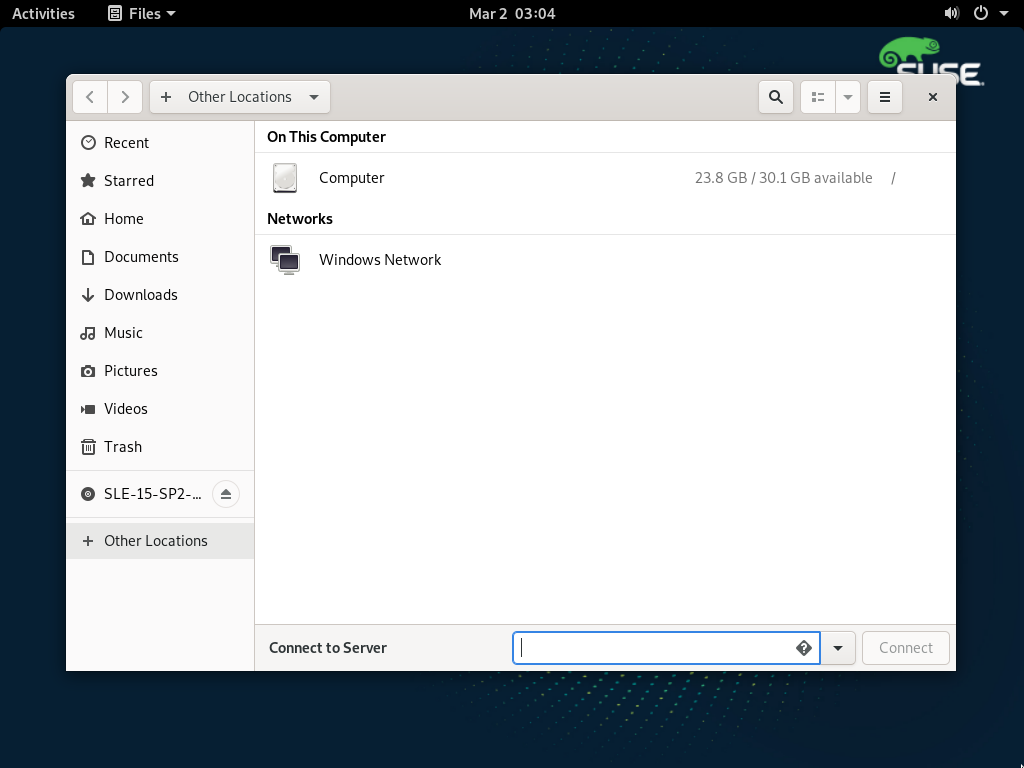 Activities Files Mar 2 03:04
SUSE
Other Locations
Recent
Starred
Home
Documents
Downloads
Music
Pictures
Videos
Trash
SLE-15-SP2-...
Other Locations
On This Computer
Computer 23.8 GB / 30.1 GB available /
Networks
Windows Network
Connect to Server Connect